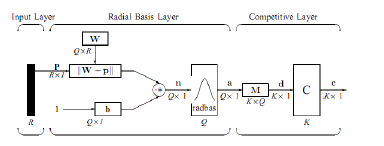 Input Layer Radial Basis Layer Competitive Layer
W
Q×R
P
R×1
||W − p||
n
Q× 1
a
Q× 1
M
K×Q
d
K× 1
C
c
K× 1
1
b
Q×1
radbas
R
Q
K